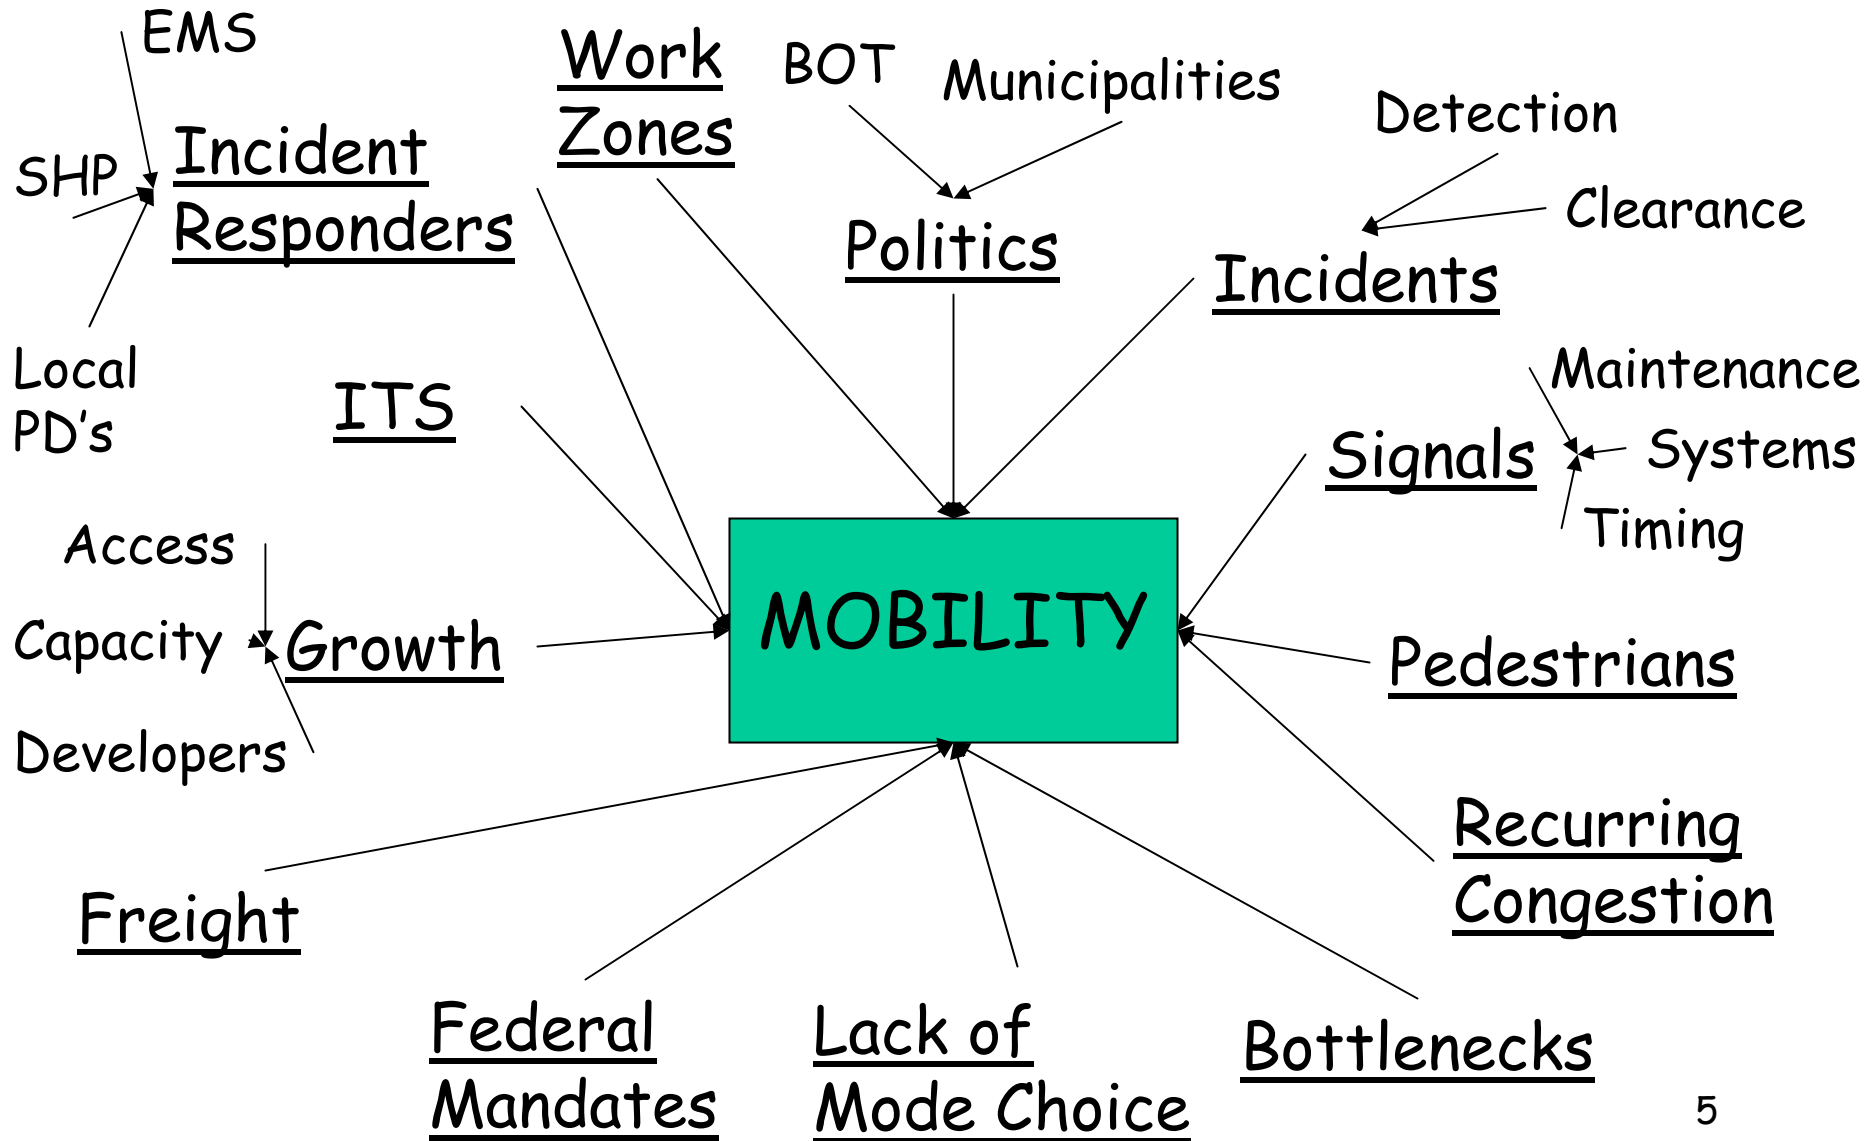 EMS
Work
Zones
BOT
Municipalities
Detection
Incident
Responders
SHP
Clearance
Politics
Incidents
Local
PD's
ITS
Maintenance
Signals
Systems
Timing
Access
Capacity
Growth
Developers
MOBILITY
Pedestrians
Recurring
Congestion
Freight
Federal
Mandates
Lack of
Mode Choice
Bottlenecks
5